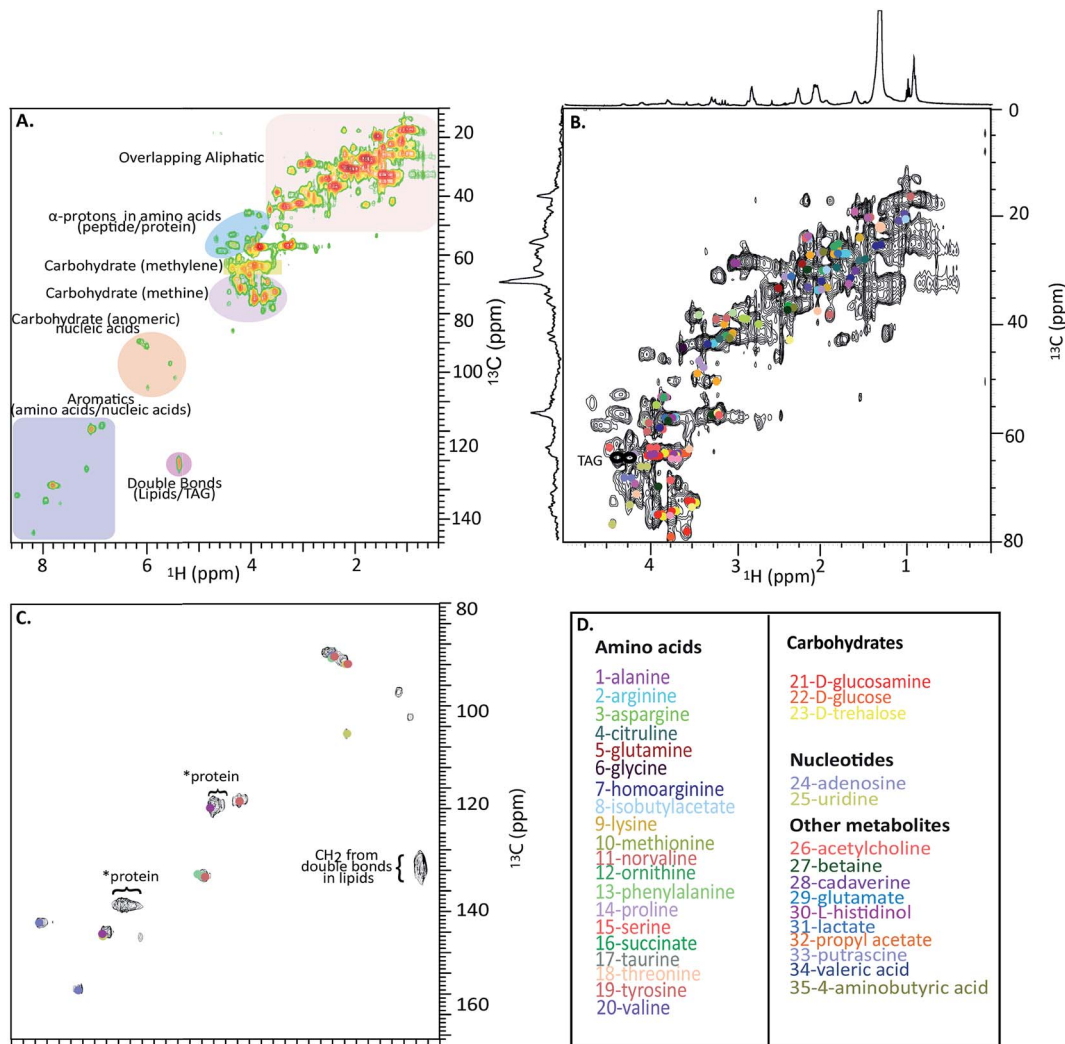 A.
Overlapping Aliphatic
α-protons in amino acids
(peptide/protein)
Carbohydrate (methylene)
Carbohydrate (methine)
Carbohydrate (anomeric)
nucleic acids
Aromatics
(amino acids/nucleic acids)
Double Bonds
(Lipids/TAG)
20
40
60
80
100
120
140
13C (ppm)
8
6
4
2
1H (ppm)
B.
TAG
0
20
40
60
80
13C (ppm)
4
3
2
1
1H (ppm)
C.
*protein
*protein
CH2 from
double bonds
in lipids
80
100
120
140
160
13C (ppm)
D.
Amino acids
1-alanine
2-arginine
3-aspargine
4-citruline
5-glutamine
6-glycine
7-homoarginine
8-isobutylacetate
9-lysine
10-methionine
11-norvaline
12-ornithine
13-phenylalanine
14-proline
15-serine
16-succinate
17-taurine
18-threonine
19-tyrosine
20-valine
Carbohydrates
21-D-glucosamine
22-D-glucose
23-D-trehalose
Nucleotides
24-adenosine
25-uridine
Other metabolites
26-acetylcholine
27-betaine
28-cadaverine
29-glutamate
30-L-histidinol
31-lactate
32-propyl acetate
33-putrascine
34-valeric acid
35-4-aminobutyric acid